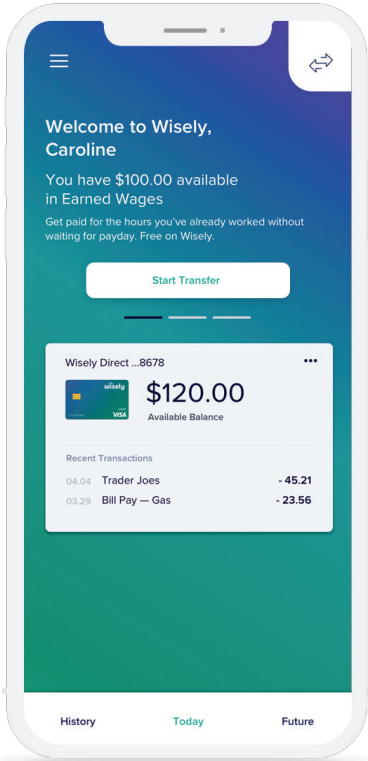 Welcome to Wisely,
Caroline
You have $100.00 available
in Earned Wages
Get paid for the hours you've already worked without
waiting for payday. Free on Wisely.
Start Transfer
Wisely Direct ...8678
wisely
VISA
$120.00
Available Balance
Recent Transactions
04.04 Trader Joes - 45.21
03.29 Bill Pay — Gas - 23.56
History Today Future